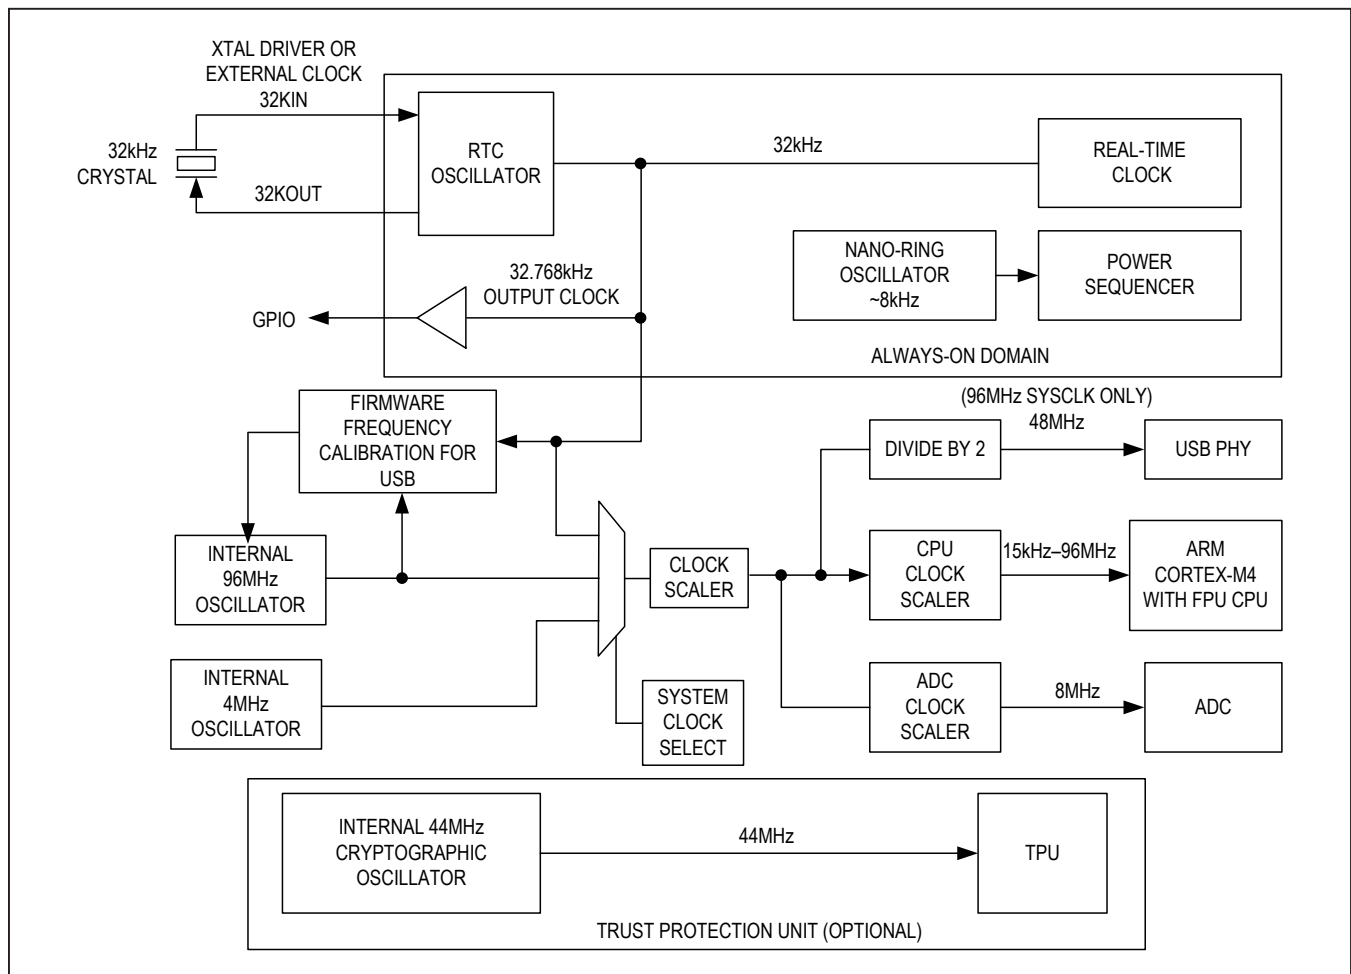 XTAL DRIVER OR
EXTERNAL CLOCK
32KIN
32kHz
CRYSTAL
32KOUT
RTC
OSCILLATOR
32kHz
REAL-TIME
CLOCK
NANO-RING
OSCILLATOR
~8kHz
POWER
SEQUENCER
32.768kHz
OUTPUT CLOCK
GPIO
ALWAYS-ON DOMAIN
FIRMWARE
FREQUENCY
CALIBRATION FOR
USB
(96MHz SYSCLK ONLY)
48MHz
DIVIDE BY 2
USB PHY
INTERNAL
96MHz
OSCILLATOR
CLOCK
SCALER
CPU
CLOCK
SCALER
15kHz–96MHz
ARM
CORTEX-M4
WITH FPU CPU
INTERNAL
4MHz
OSCILLATOR
SYSTEM
CLOCK
SELECT
ADC
CLOCK
SCALER
8MHz
ADC
INTERNAL 44MHz
CRYPTOGRAPHIC
OSCILLATOR
44MHz
TPU
TRUST PROTECTION UNIT (OPTIONAL)